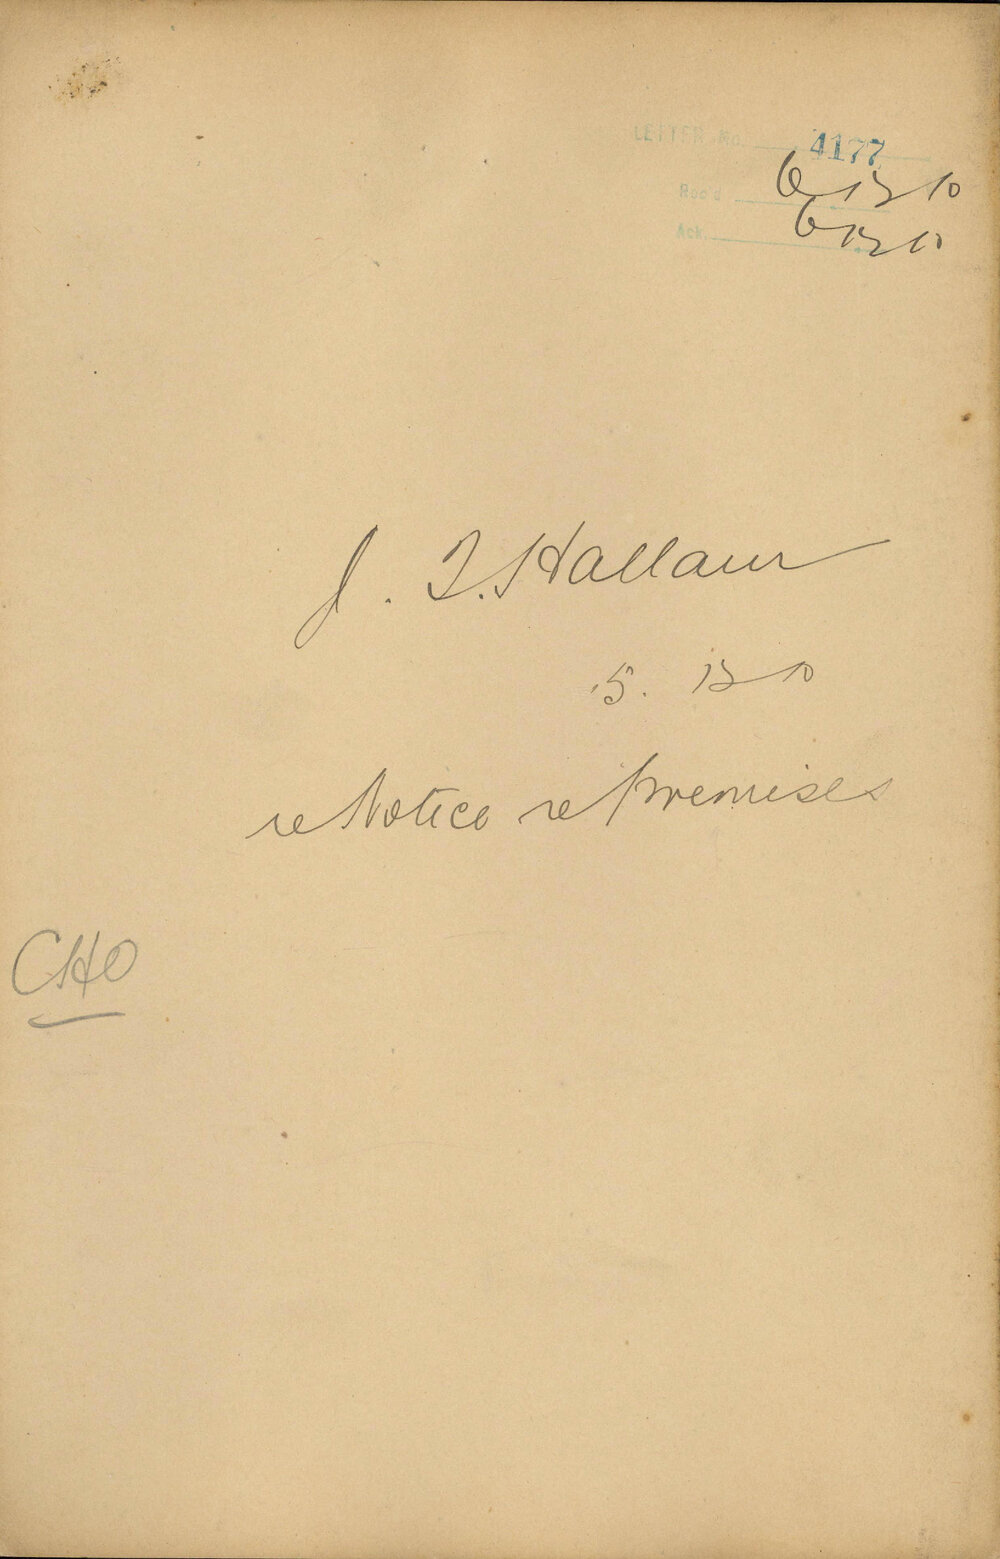 LETTER No. 4177
Rec'd 6 12 10
Ack. 6 12 10
J. T. Hallam
5. 12 10
re Notice re Premises
CHO